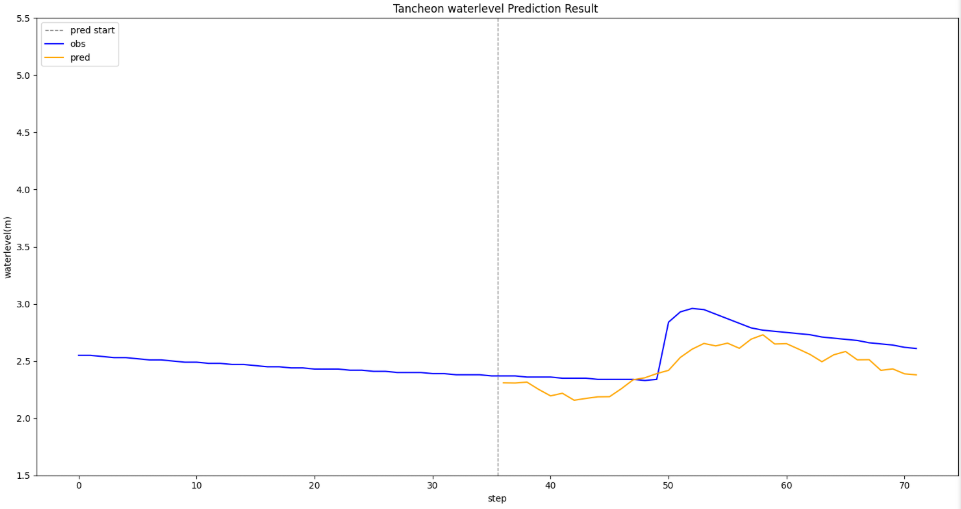 Tancheon waterlevel Prediction Result
pred start
obs
pred
waterlevel(m)
5.5
5.0
4.5
4.0
3.5
3.0
2.5
2.0
1.5
0 10 20 30 40 50 60 70
step